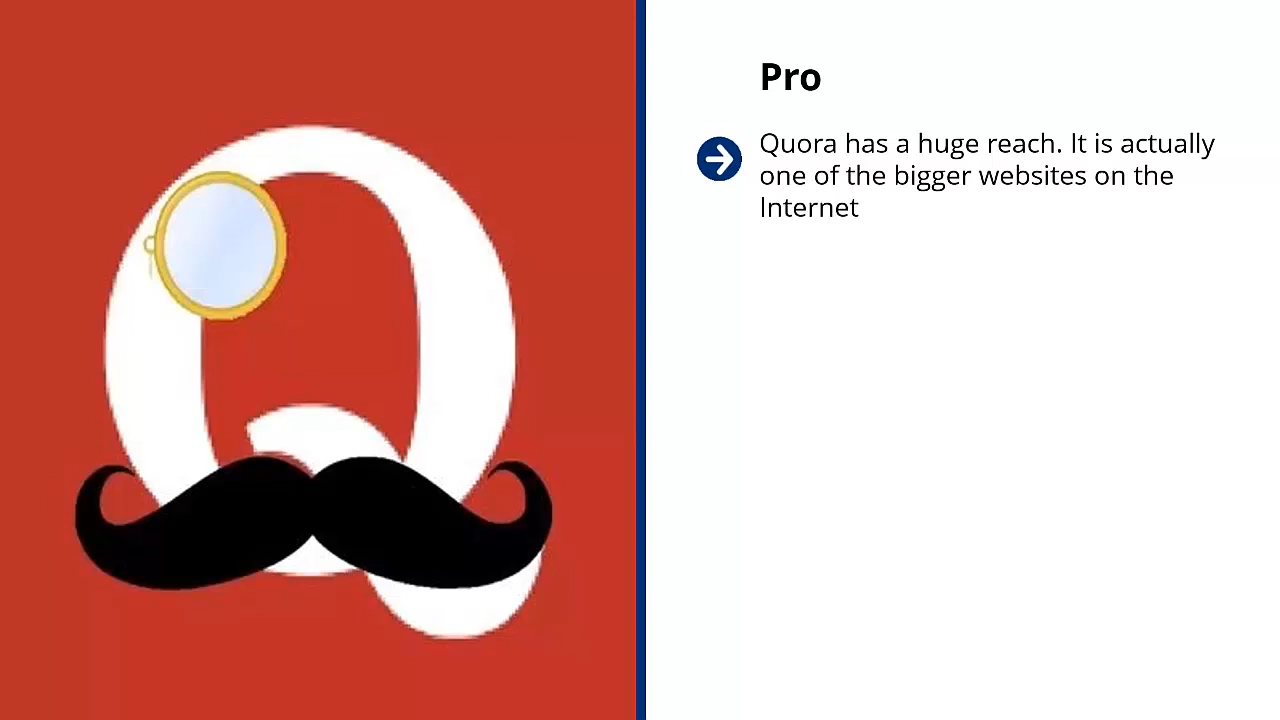 Q
Pro
Quora has a huge reach. It is actually
one of the bigger websites on the
Internet